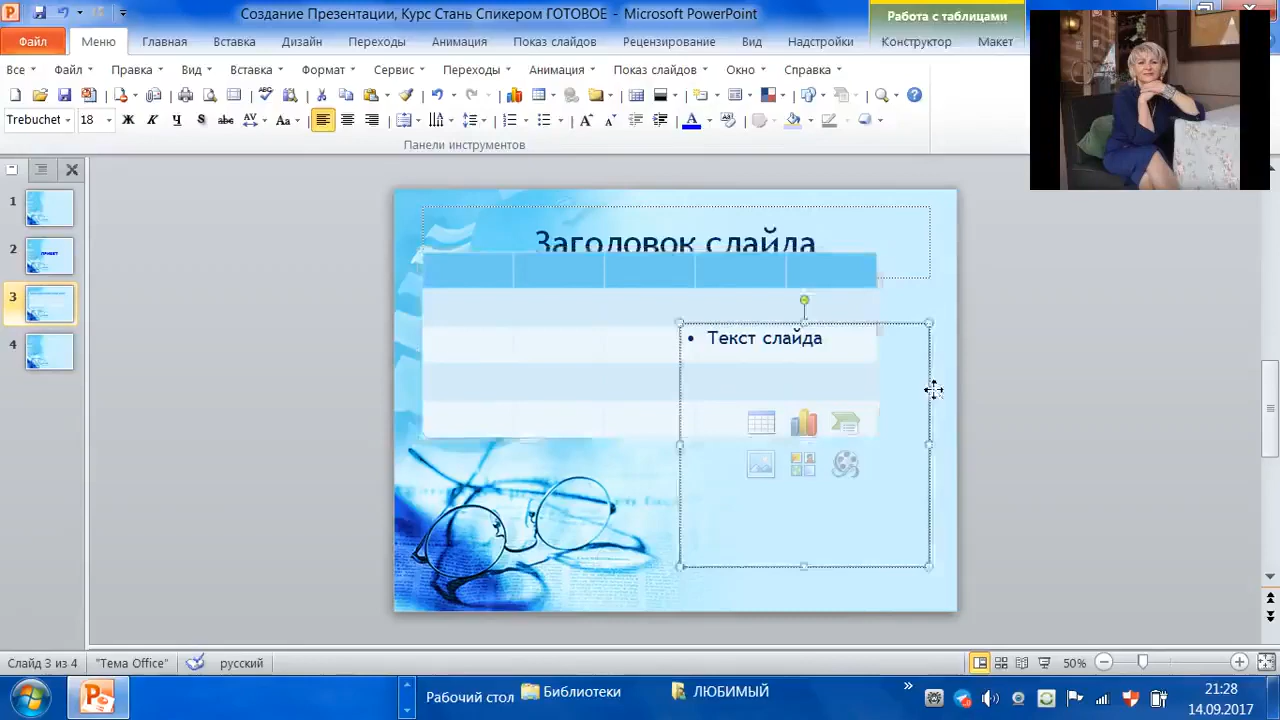 Создание Презентации, Курс Стань Спикером ГОТОВОЕ - Microsoft PowerPoint
Работа с таблицами
Файл Меню Главная Вставка Дизайн Переходы Анимация Показ слайдов Рецензирование Вид Надстройки Конструктор Макет
Все Файл Правка Вид Вставка Формат Сервис Переходы Анимация Показ слайдов Окно Справка
Trebuchet 18 Ж К Ч S abc AV Aa
Панели инструментов
1
2
ПРИВЕТ
3
4
Заголовок слайда
• Текст слайда
Слайд 3 из 4 "Тема Office" русский 50%
Рабочий стол Библиотеки ЛЮБИМЫЙ
21:28
14.09.2017